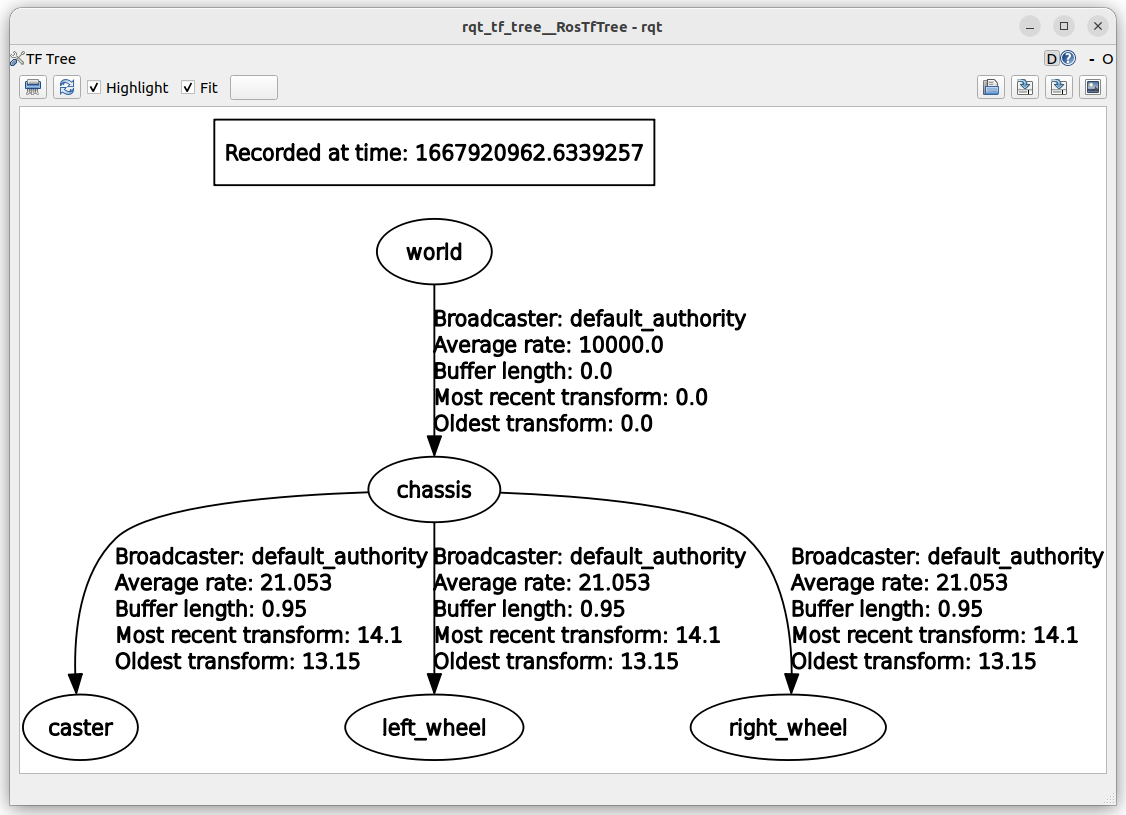 rqt_tf_tree__RosTfTree - rqt
TF Tree
D - O
Highlight Fit
Recorded at time: 1667920962.6339257
world
Broadcaster: default_authority
Average rate: 10000.0
Buffer length: 0.0
Most recent transform: 0.0
Oldest transform: 0.0
chassis
Broadcaster: default_authority
Average rate: 21.053
Buffer length: 0.95
Most recent transform: 14.1
Oldest transform: 13.15
Broadcaster: default_authority
Average rate: 21.053
Buffer length: 0.95
Most recent transform: 14.1
Oldest transform: 13.15
Broadcaster: default_authority
Average rate: 21.053
Buffer length: 0.95
Most recent transform: 14.1
Oldest transform: 13.15
caster
left_wheel
right_wheel